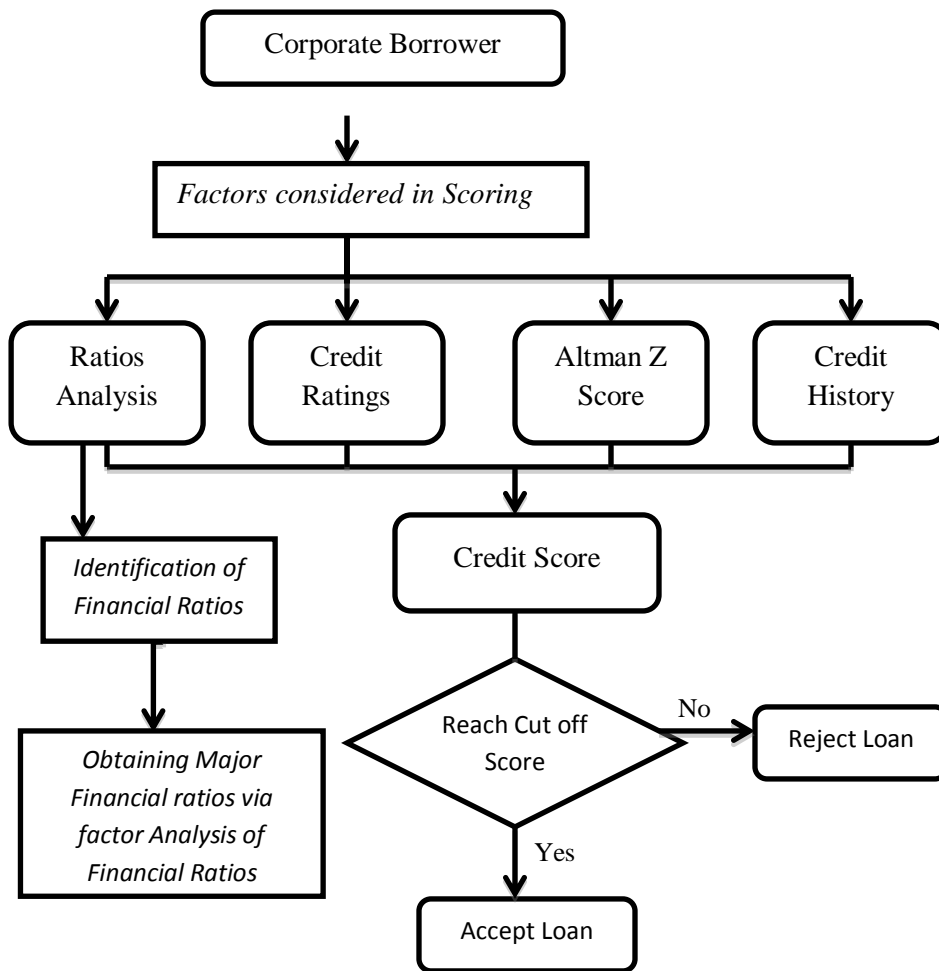 Corporate Borrower
Factors considered in Scoring
Ratios
Analysis
Credit
Ratings
Altman Z
Score
Credit
History
Identification of
Financial Ratios
Credit Score
Obtaining Major
Financial ratios via
factor Analysis of
Financial Ratios
Reach Cut off
Score
No
Reject Loan
Yes
Accept Loan